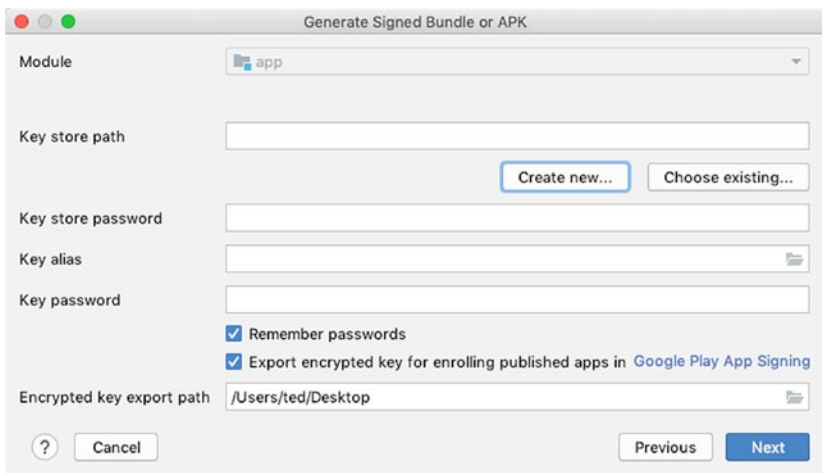 Generate Signed Bundle or APK
Module app
Key store path
Create new... Choose existing...
Key store password
Key alias
Key password
Remember passwords
Export encrypted key for enrolling published apps in Google Play App Signing
Encrypted key export path /Users/ted/Desktop
? Cancel Previous Next